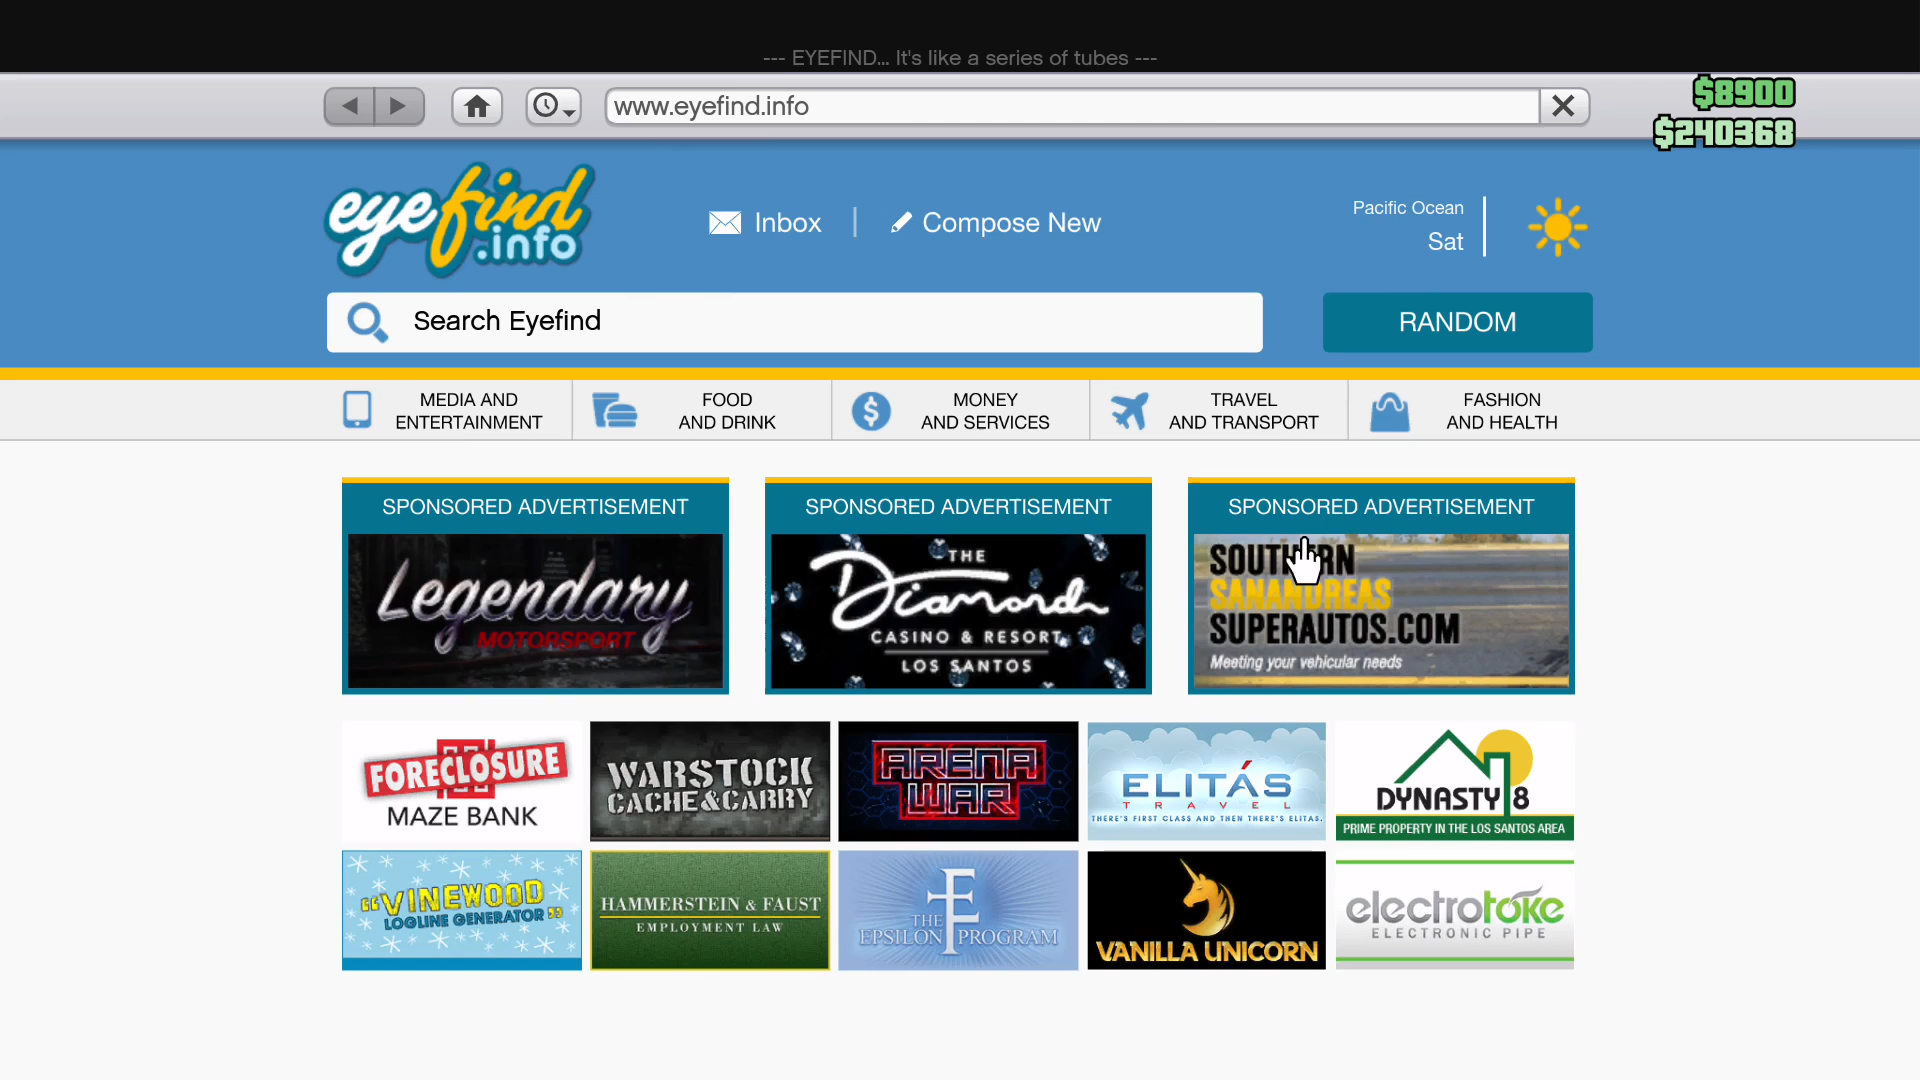 --- EYEFIND... It's like a series of tubes ---
www.eyefind.info
$8900
$240368
eyefind
.info
Inbox
Compose New
Pacific Ocean
Sat
Search Eyefind
RANDOM
MEDIA AND
ENTERTAINMENT
FOOD
AND DRINK
MONEY
AND SERVICES
TRAVEL
AND TRANSPORT
FASHION
AND HEALTH
SPONSORED ADVERTISEMENT
Legendary
MOTORSPORT
SPONSORED ADVERTISEMENT
THE
Diamond
CASINO & RESORT
LOS SANTOS
SPONSORED ADVERTISEMENT
SOUTHERN
SANANDREAS
SUPERAUTOS.COM
Meeting your vehicular needs
FORECLOSURE
MAZE BANK
WARSTOCK
CACHE&CARRY
ARENA
WAR
ELITÁS
TRAVEL
THERE'S FIRST CLASS AND THEN THERE'S ELITAS.
DYNASTY 8
PRIME PROPERTY IN THE LOS SANTOS AREA
"VINEWOOD
LOGLINE GENERATOR"
HAMMERSTEIN & FAUST
EMPLOYMENT LAW
THE
EPSILON PROGRAM
VANILLA UNICORN
electrotoke
ELECTRONIC PIPE